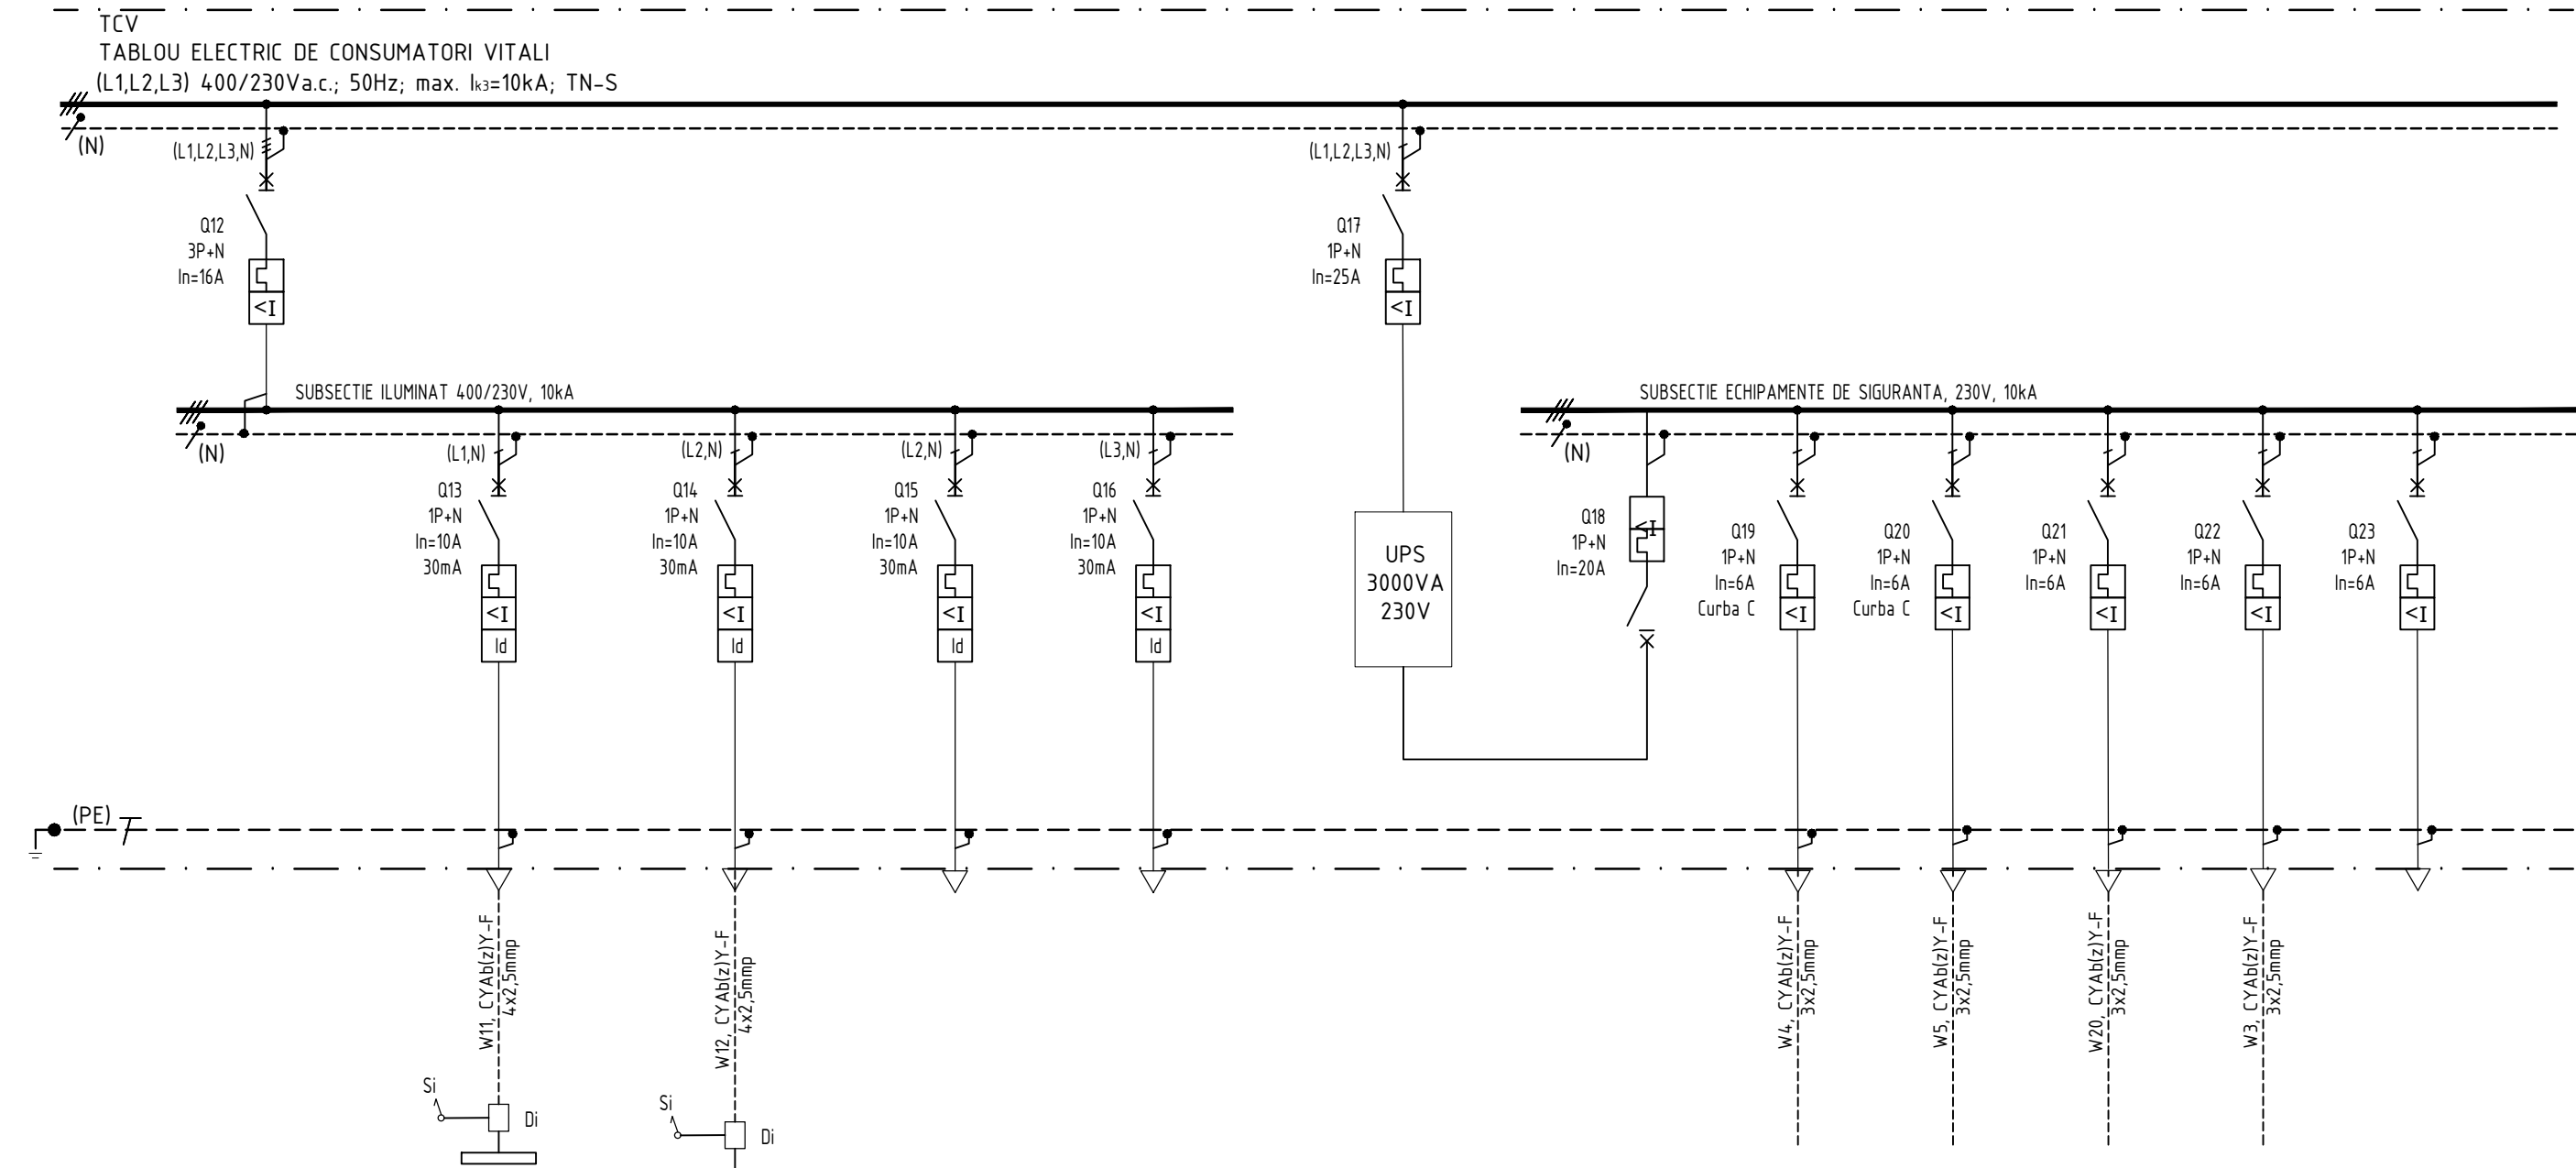 TCV
TABLOU ELECTRIC DE CONSUMATORI VITALI
(L1,L2,L3) 400/230Va.c.; 50Hz; max. Ik3=10kA; TN-S
(N)
(L1,L2,L3,N)
Q12
3P+N
In=16A
<I
(L1,L2,L3,N)
Q17
1P+N
In=25A
<I
SUBSECTIE ILUMINAT 400/230V, 10kA
(N)
(L1,N)
Q13
1P+N
In=10A
30mA
<I
Id
(L2,N)
Q14
1P+N
In=10A
30mA
<I
Id
(L2,N)
Q15
1P+N
In=10A
30mA
<I
Id
(L3,N)
Q16
1P+N
In=10A
30mA
<I
Id
UPS
3000VA
230V
SUBSECTIE ECHIPAMENTE DE SIGURANTA, 230V, 10kA
(N)
Q18
1P+N
In=20A
<I
Q19
1P+N
In=6A
Curba C
<I
Q20
1P+N
In=6A
Curba C
<I
Q21
1P+N
In=6A
<I
Q22
1P+N
In=6A
<I
Q23
1P+N
In=6A
<I
(PE)
W11, CYAb(z)Y-F
4x2,5mmp
W12, CYAb(z)Y-F
4x2,5mmp
W4, CYAb(z)Y-F
3x2,5mmp
W5, CYAb(z)Y-F
3x2,5mmp
W20, CYAb(z)Y-F
3x2,5mmp
W3, CYAb(z)Y-F
3x2,5mmp
Si
Di
Si
Di